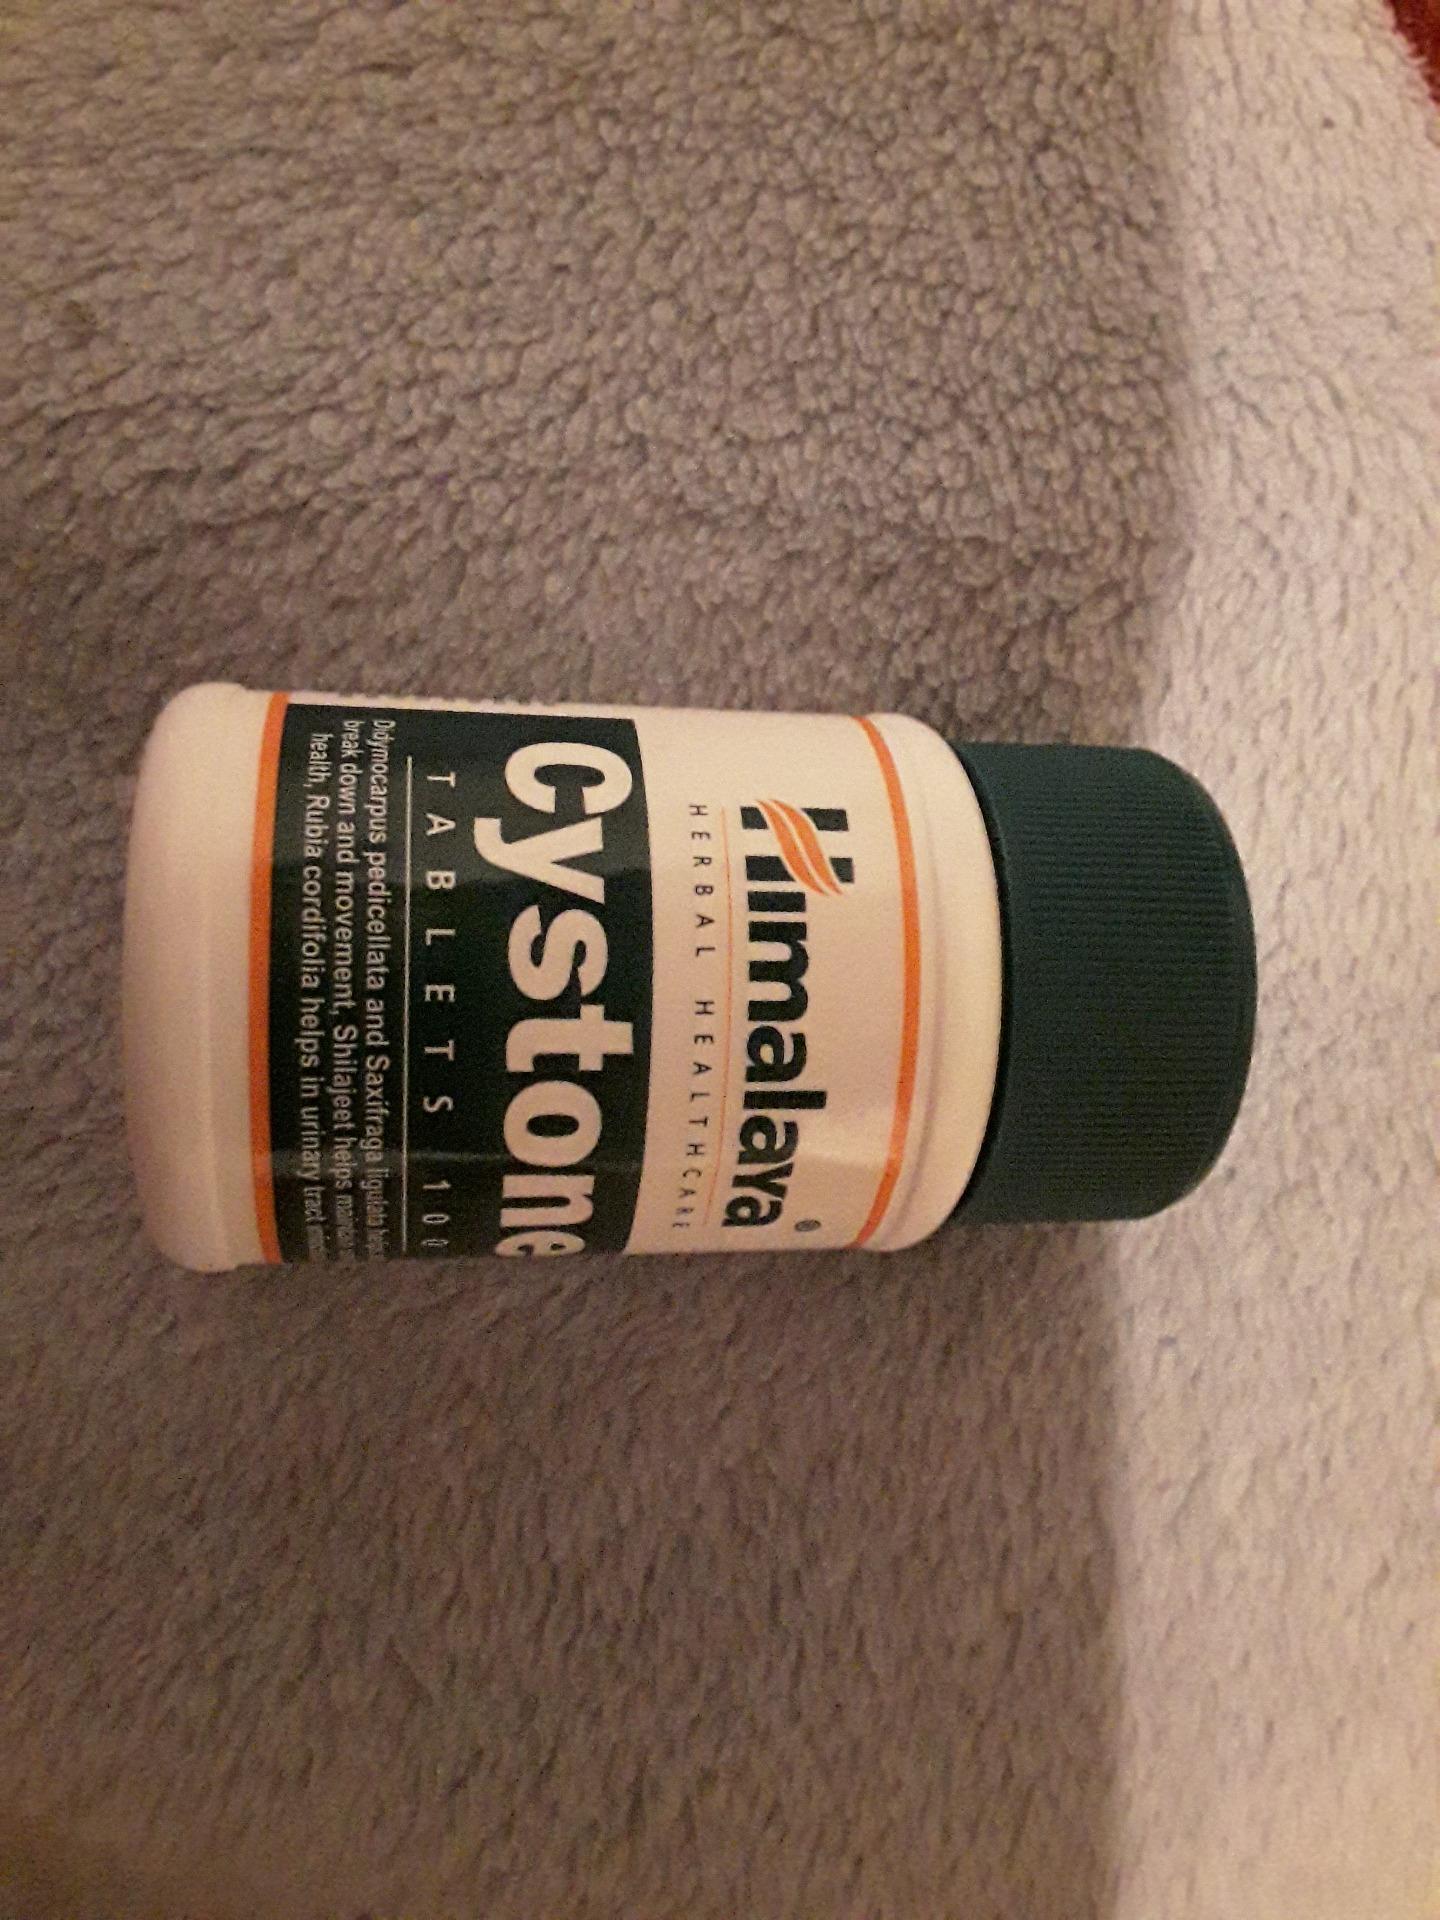 Himalaya®
HERBAL HEALTHCARE
Cystone
TABLETS 100
Didymocarpus pedicellata and Saxifraga ligulata
break down and movement, Shilajeet helps
health, Rubia cordifolia helps in urinary tract